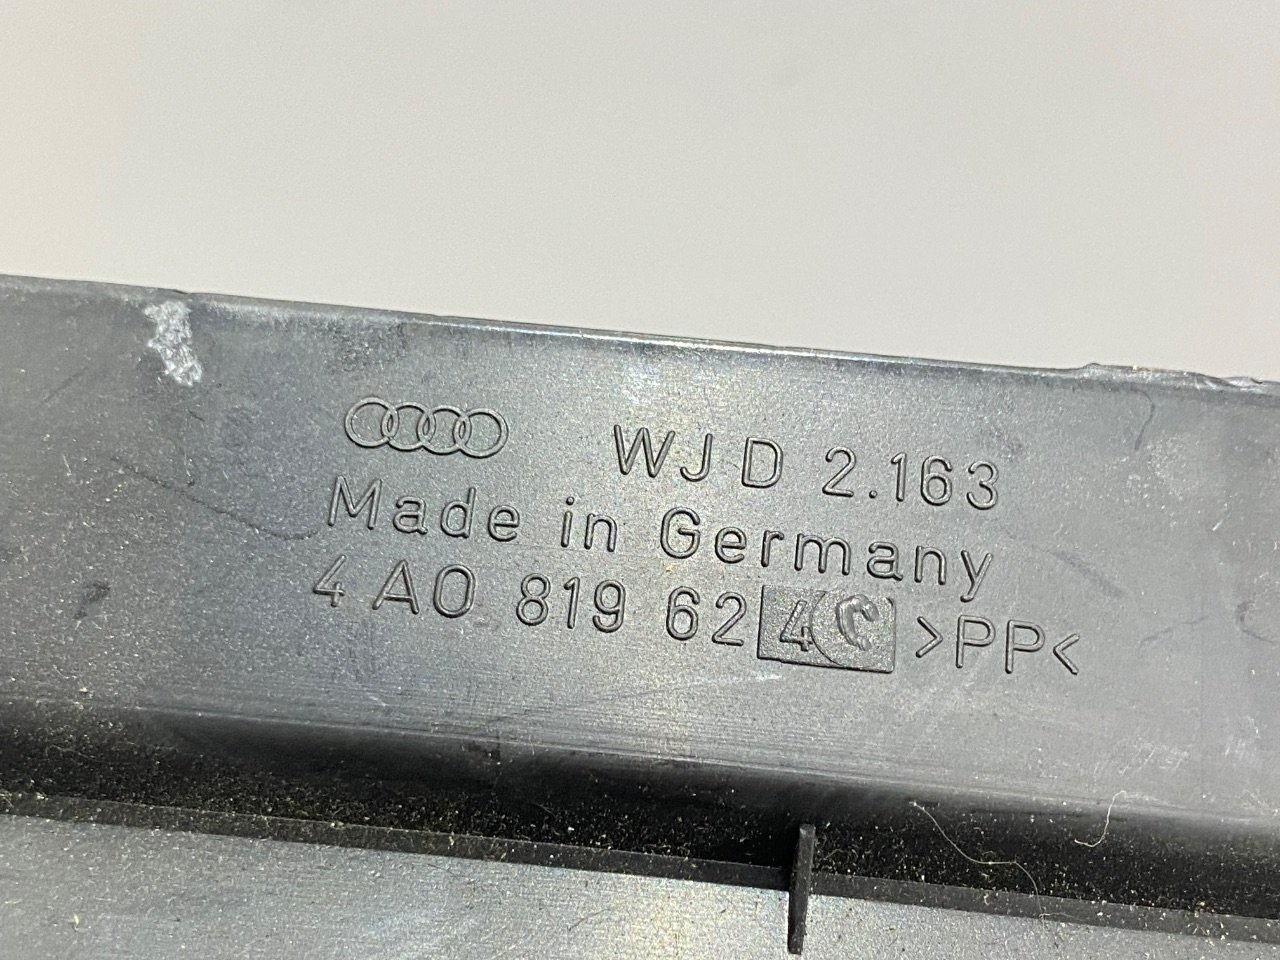 WJD 2.163
Made in Germany
4A0 819 624C >PP<